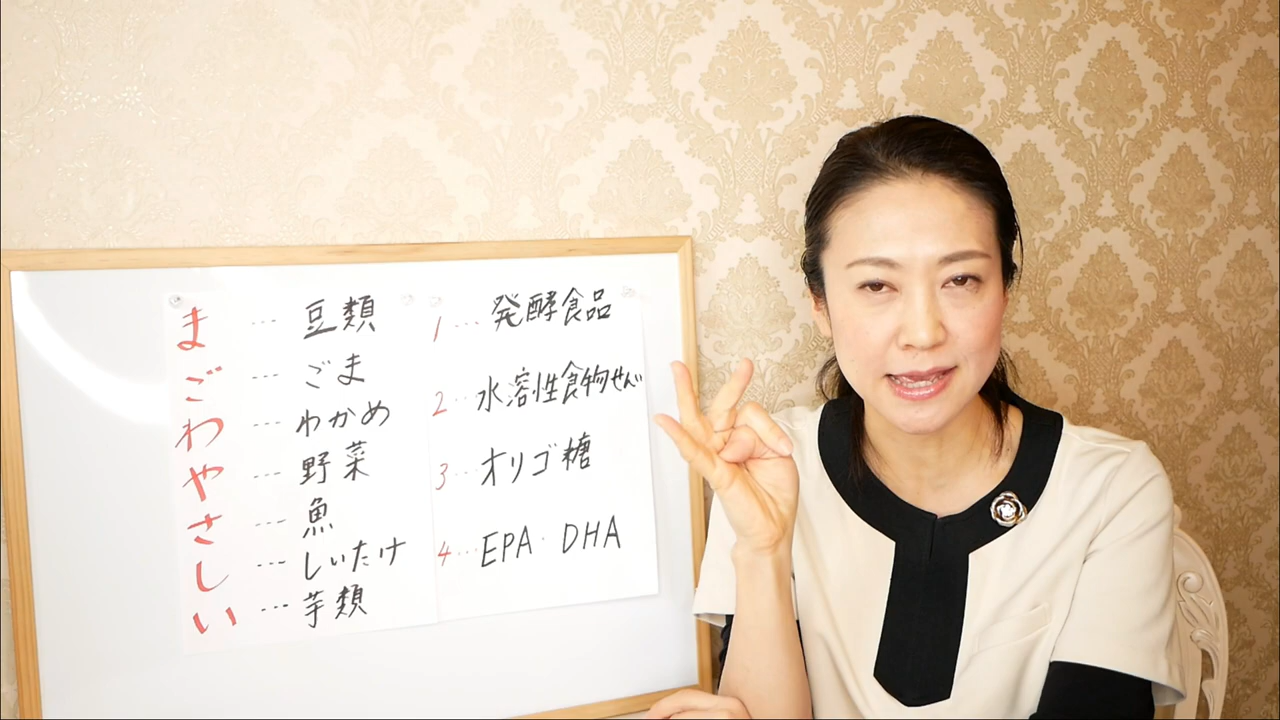 ま … 豆類
ご … ごま
わ … わかめ
や … 野菜
さ … 魚
し … しいたけ
い … 芋類
1 … 発酵食品
2 … 水溶性食物せんい
3 … オリゴ糖
4 … EPA・DHA